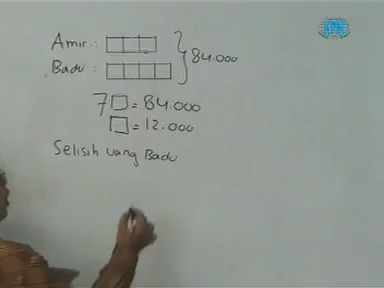 Amir :
Badu :
84.000
7□ = 84.000
□ = 12.000
Selisih uang Badu